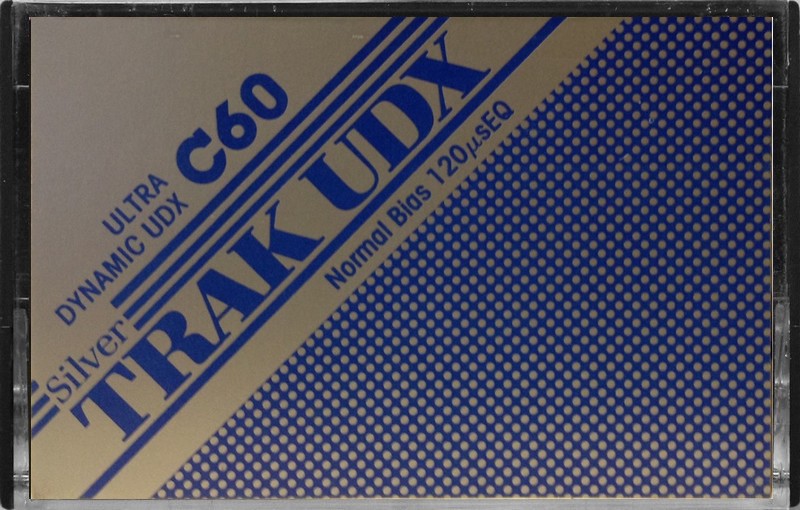 ULTRA
DYNAMIC UDX
C60
Silver
TRAK UDX
Normal Bias 120μsEQ